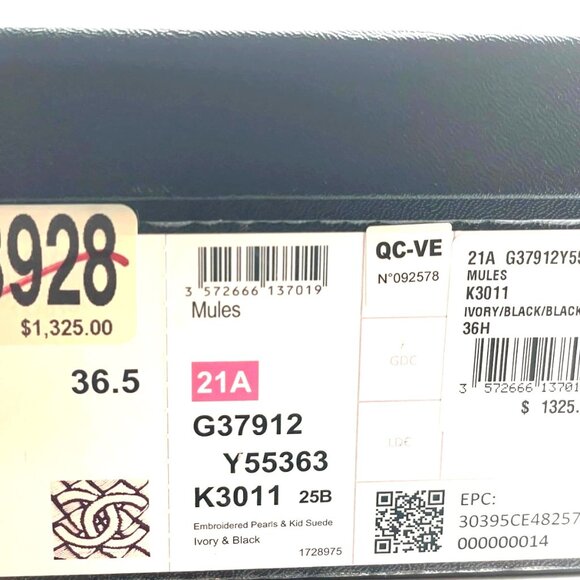 928
$1,325.00
36.5
3 572666 137019
Mules
21A
G37912
Y55363
K3011 25B
Embroidered Pearls & Kid Suede
Ivory & Black
1728975
QC-VE
N°092578
GDC
21A G37912Y55
MULES
K3011
IVORY/BLACK/BLACK
36H
3 572666 13701
$ 1325.
EPC:
30395CE48257
000000014